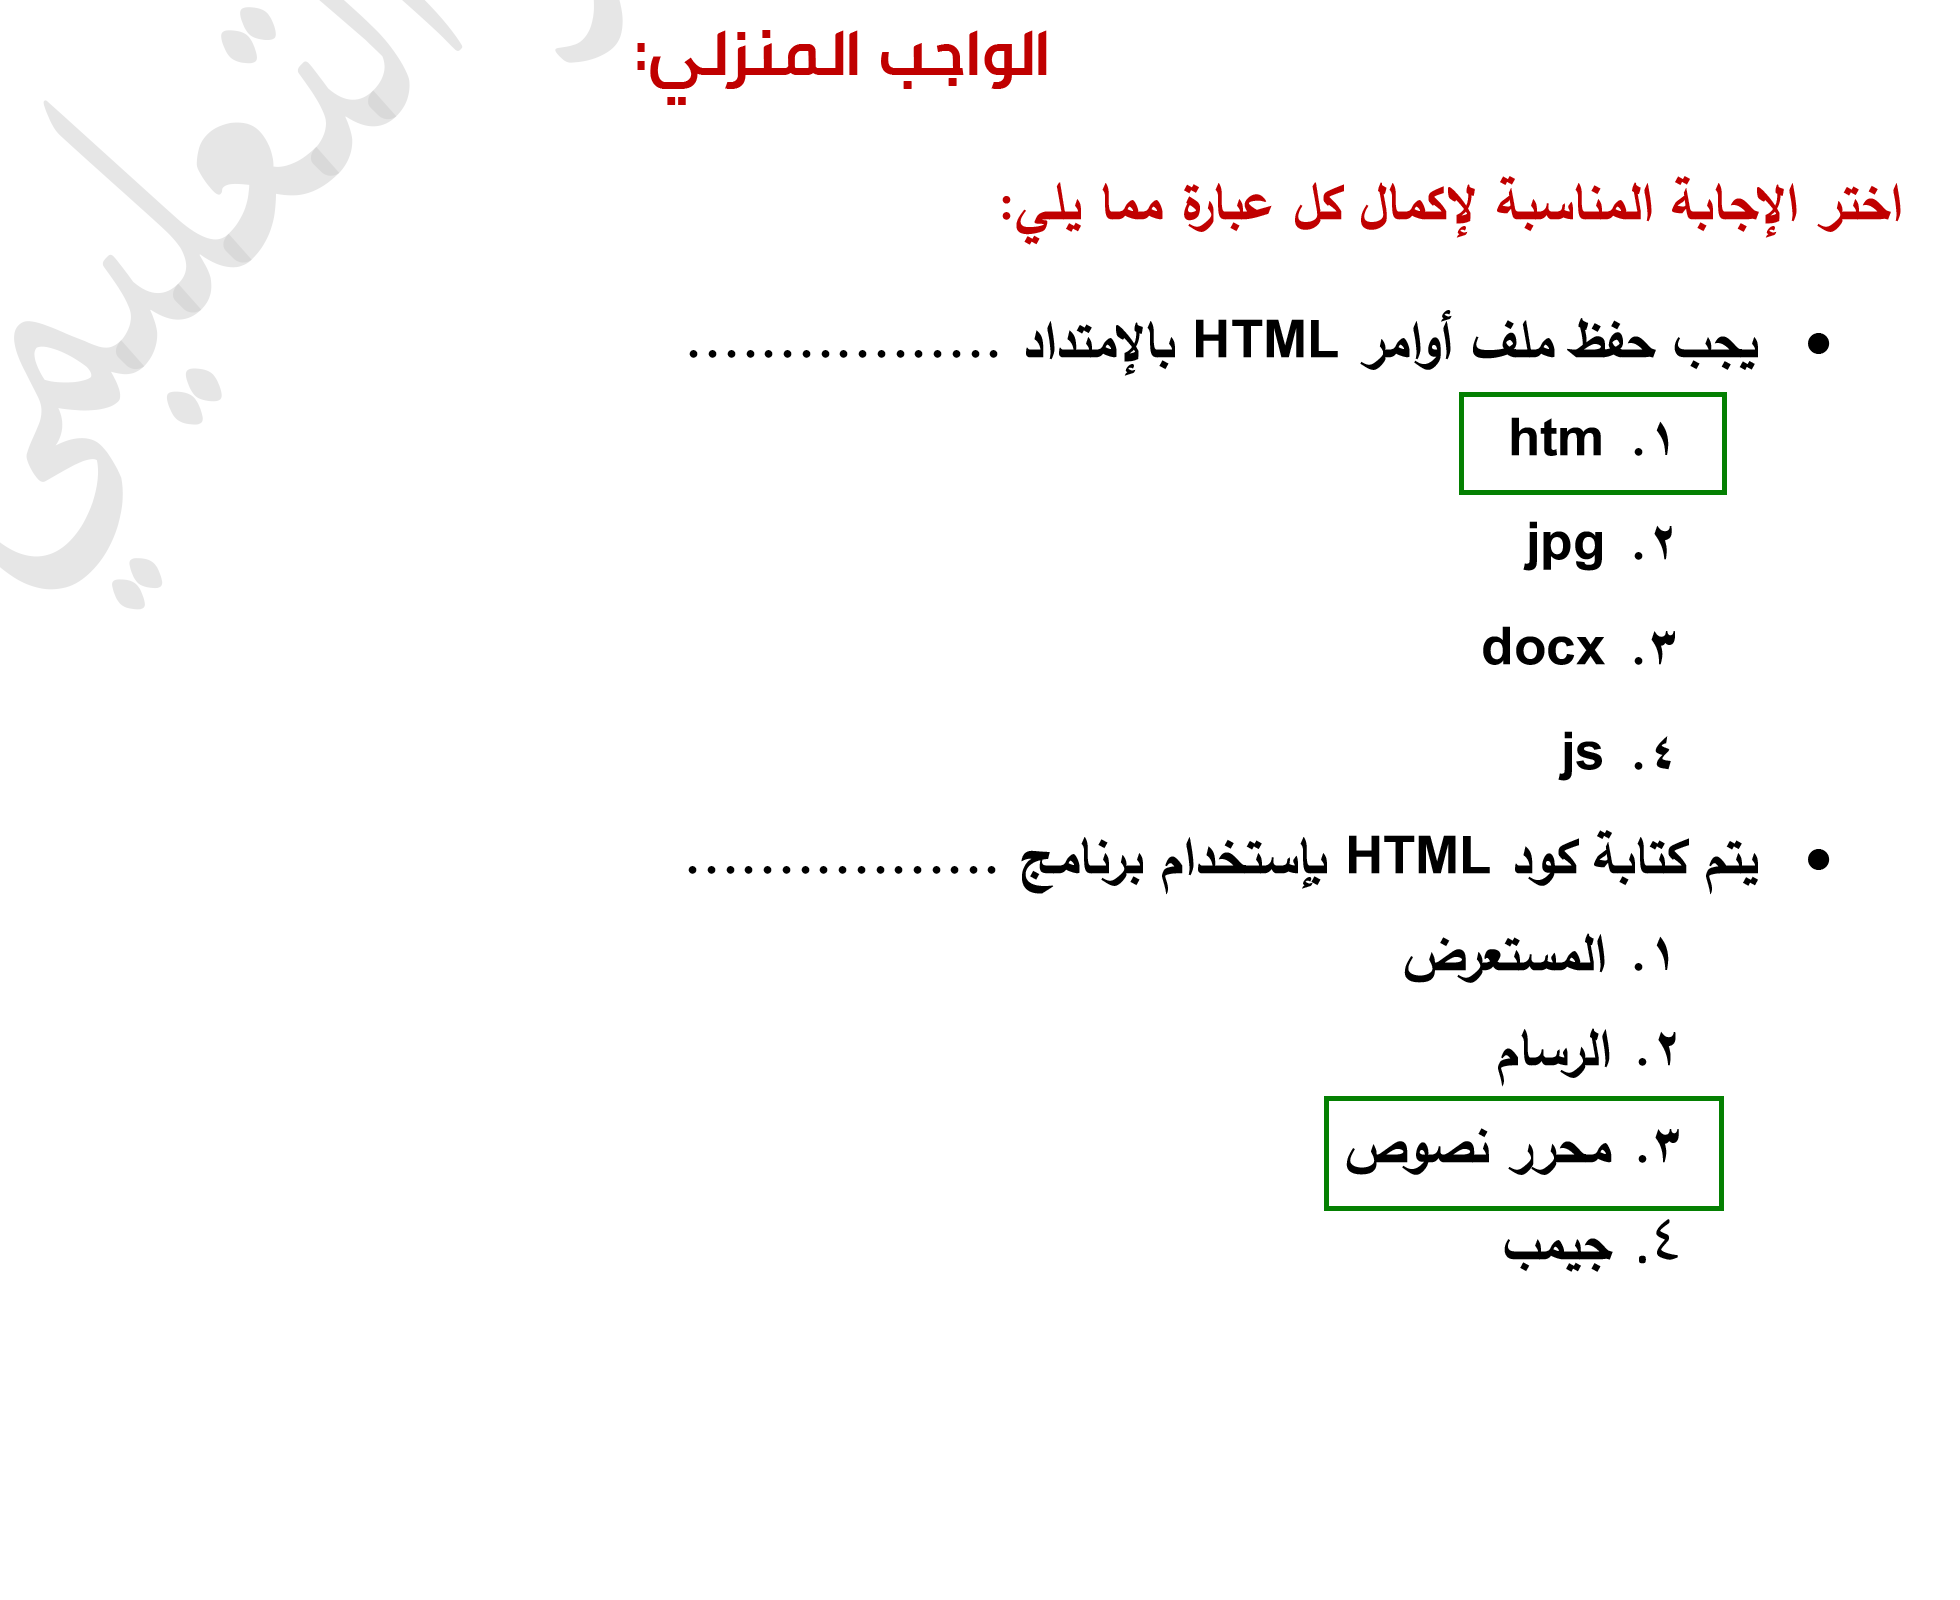 الواجب المنزلي:
اختر الإجابة المناسبة لإكمال كل عبارة مما يلي:
• يجب حفظ ملف أوامر HTML بالإمتداد .................
١. htm
٢. jpg
٣. docx
٤. js
• يتم كتابة كود HTML بإستخدام برنامج .................
١. المستعرض
٢. الرسام
٣. محرر نصوص
٤. جيمب
التعليمي